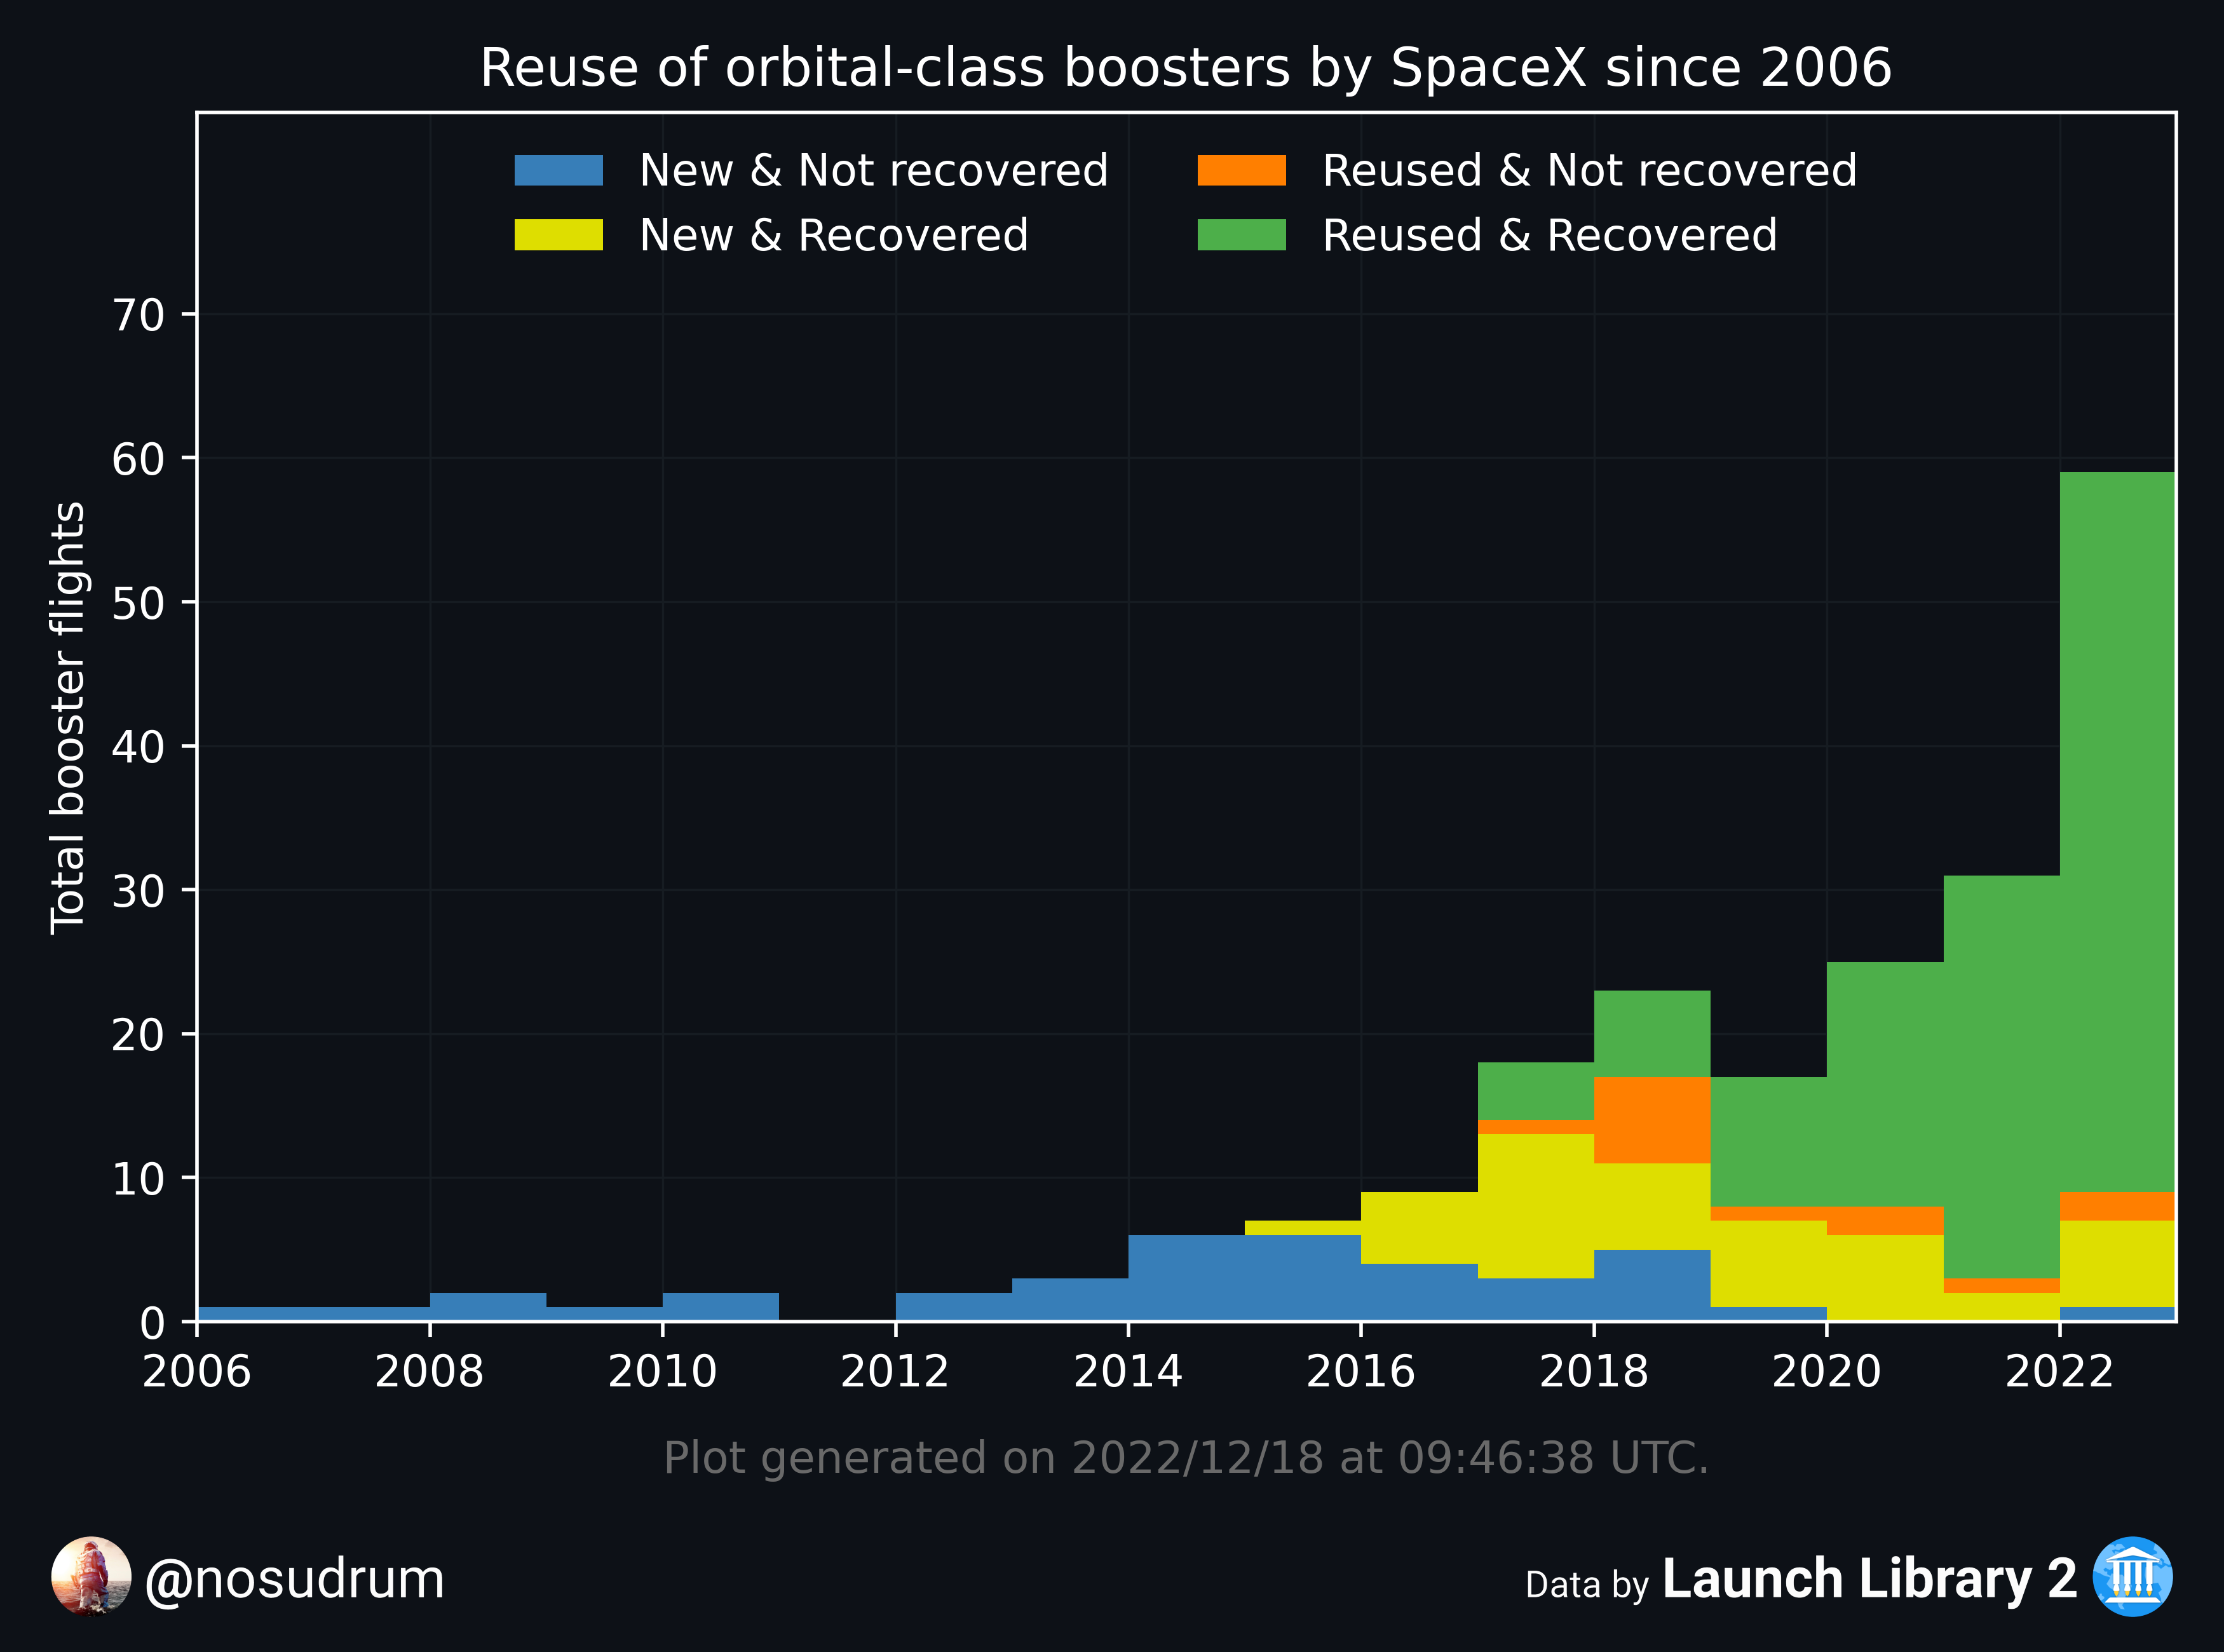 Reuse of orbital-class boosters by SpaceX since 2006
New & Not recovered
New & Recovered
Reused & Not recovered
Reused & Recovered
Total booster flights
70
60
50
40
30
20
10
0
2006 2008 2010 2012 2014 2016 2018 2020 2022
Plot generated on 2022/12/18 at 09:46:38 UTC.
@nosudrum
Data by Launch Library 2